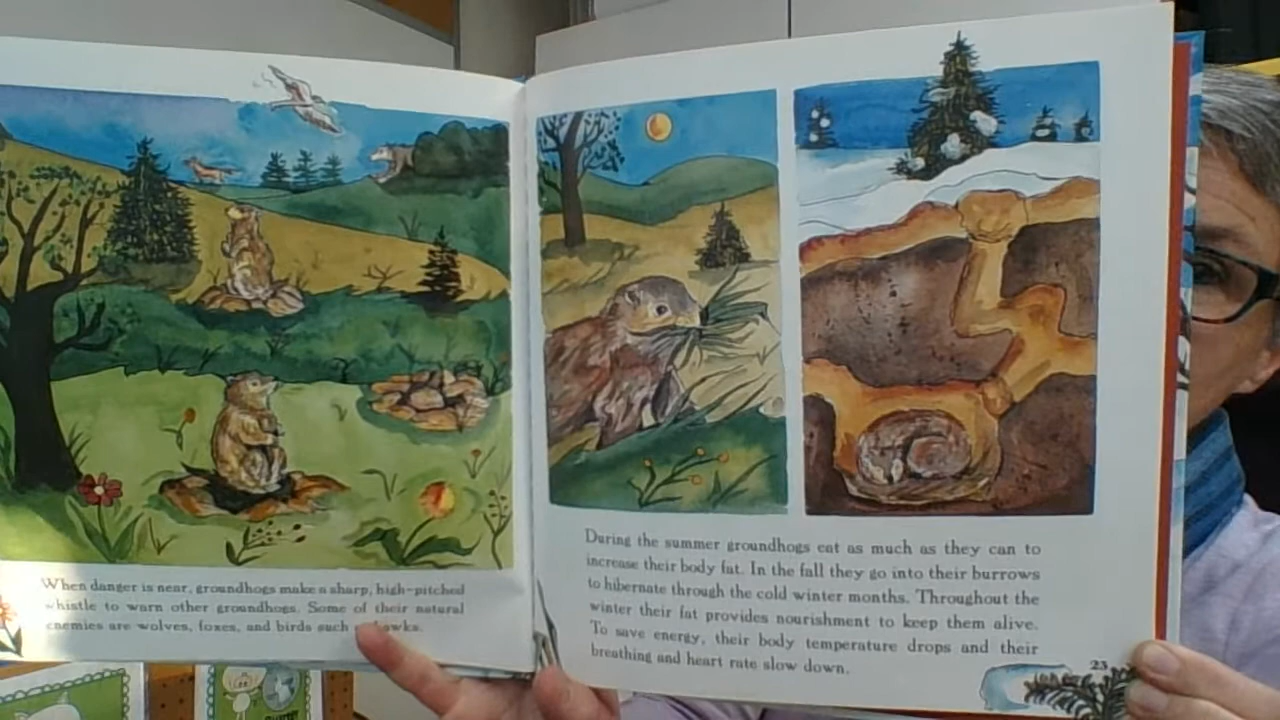 When danger is near, groundhogs make a sharp, high-pitched
whistle to warn other groundhogs. Some of their natural
enemies are wolves, foxes, and birds such hawks.
During the summer groundhogs eat as much as they can to
increase their body fat. In the fall they go into their burrows
to hibernate through the cold winter months. Throughout the
winter their fat provides nourishment to keep them alive.
To save energy, their body temperature drops and their
breathing and heart rate slow down.
23